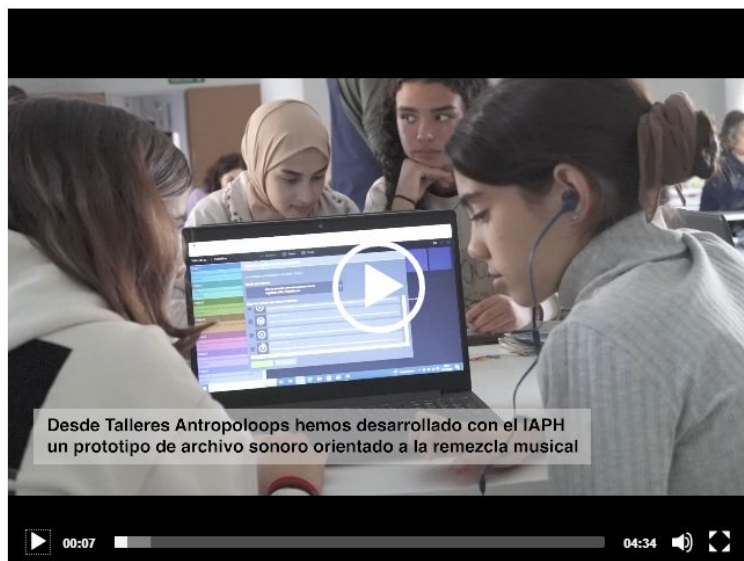 Desde Talleres Antropoloops hemos desarrollado con el IAPH
un prototipo de archivo sonoro orientado a la remezcla musical
00:07
04:34